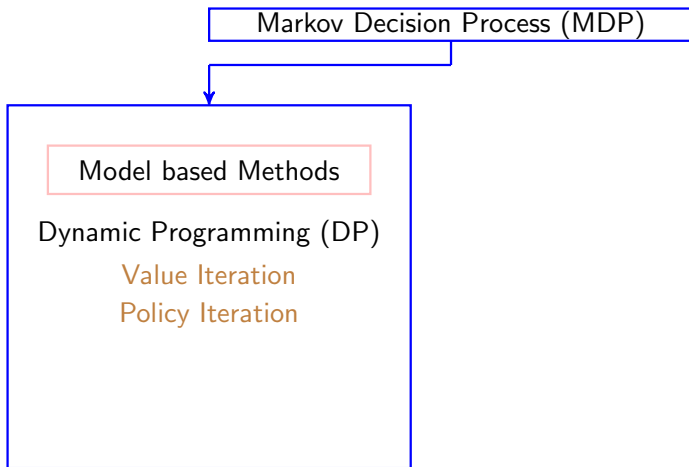 Markov Decision Process (MDP)
Model based Methods
Dynamic Programming (DP)
Value Iteration
Policy Iteration